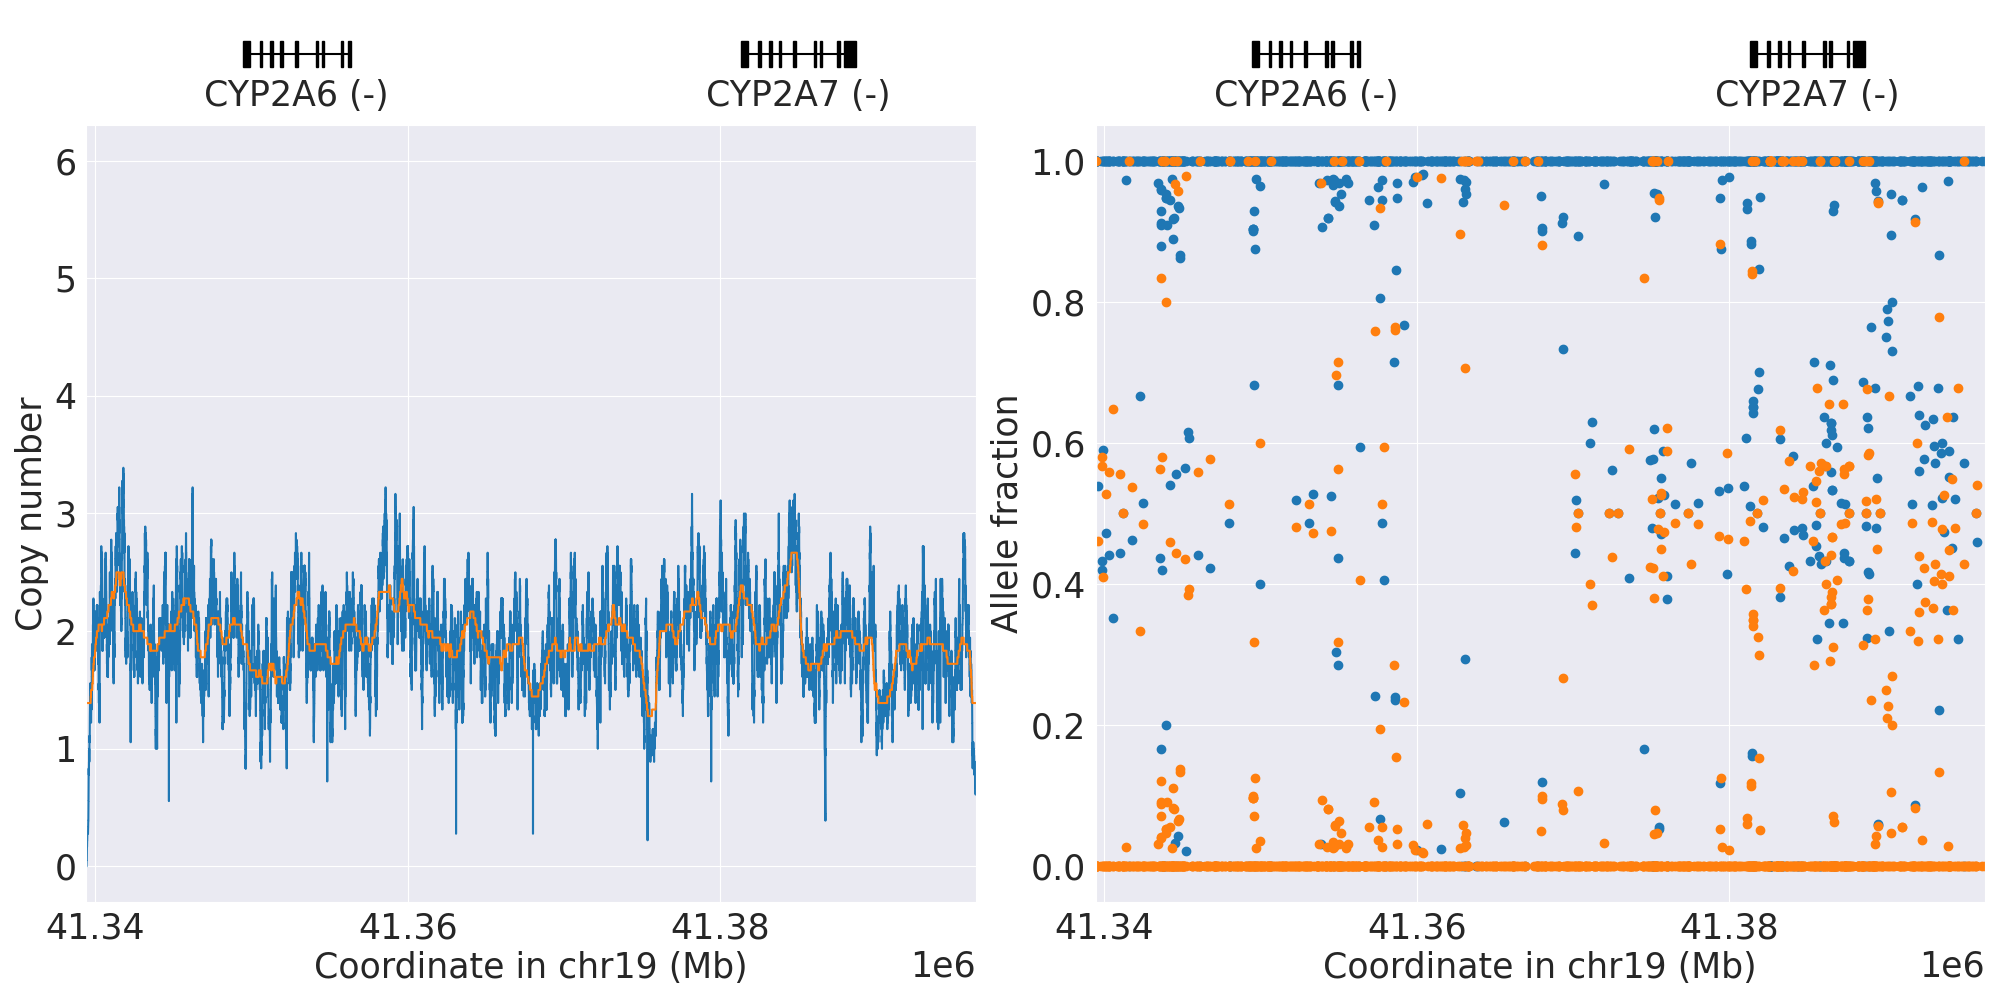 CYP2A6 (-)
CYP2A7 (-)
Copy number
6
5
4
3
2
1
0
41.34
41.36
41.38
Coordinate in chr19 (Mb)
1e6
CYP2A6 (-)
CYP2A7 (-)
Allele fraction
1.0
0.8
0.6
0.4
0.2
0.0
41.34
41.36
41.38
Coordinate in chr19 (Mb)
1e6